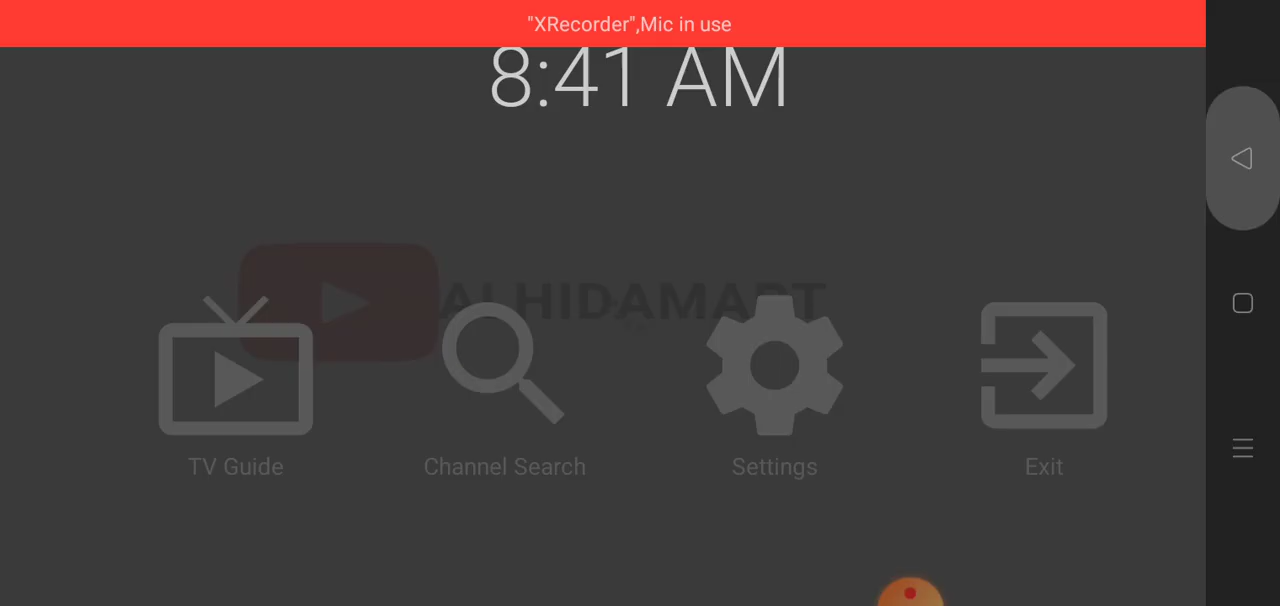 "XRecorder",Mic in use
8:41 AM
ALHIDAMART
TV Guide
Channel Search
Settings
Exit